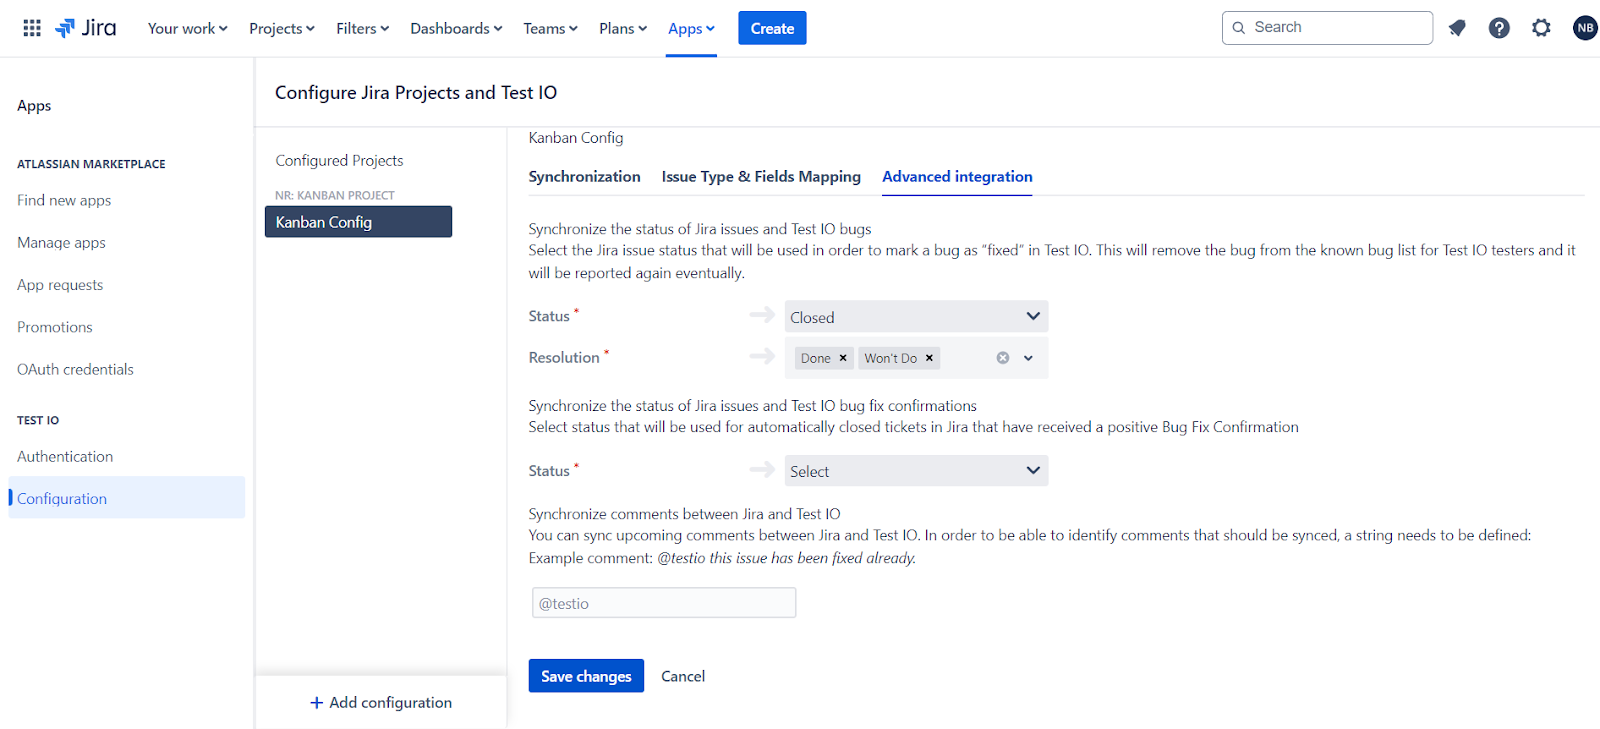 Jira Your work Projects Filters Dashboards Teams Plans Apps Create Search NB
Apps
ATLASSIAN MARKETPLACE
Find new apps
Manage apps
App requests
Promotions
OAuth credentials
TEST IO
Authentication
Configuration
Configure Jira Projects and Test IO
Configured Projects
NR: KANBAN PROJECT
Kanban Config
+ Add configuration
Kanban Config
Synchronization Issue Type & Fields Mapping Advanced integration
Synchronize the status of Jira issues and Test IO bugs
Select the Jira issue status that will be used in order to mark a bug as “fixed” in Test IO. This will remove the bug from the known bug list for Test IO testers and it
will be reported again eventually.
Status * Closed
Resolution * Done Won't Do
Synchronize the status of Jira issues and Test IO bug fix confirmations
Select status that will be used for automatically closed tickets in Jira that have received a positive Bug Fix Confirmation
Status * Select
Synchronize comments between Jira and Test IO
You can sync upcoming comments between Jira and Test IO. In order to be able to identify comments that should be synced, a string needs to be defined:
Example comment: @testio this issue has been fixed already.
@testio
Save changes Cancel